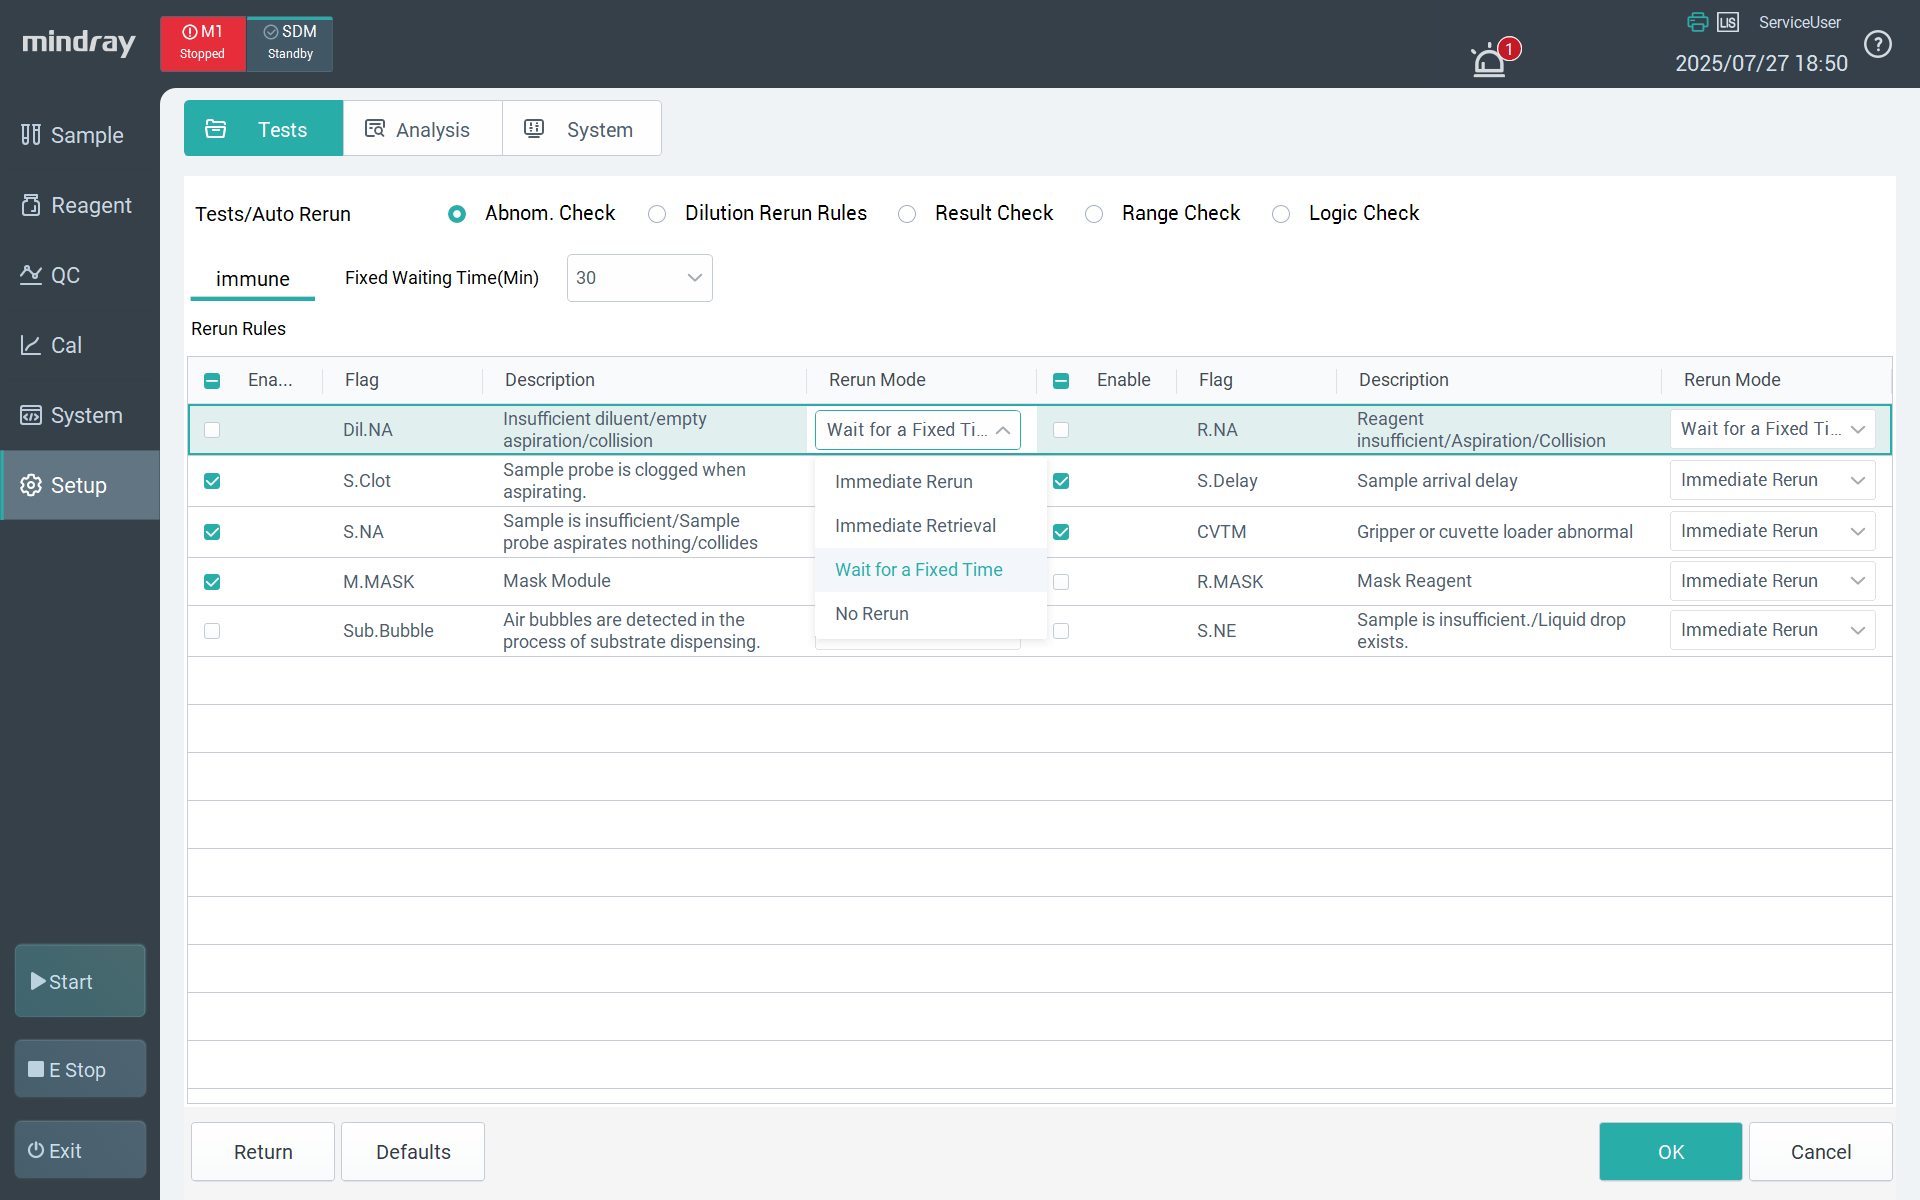 mindray
M1
Stopped
SDM
Standby
1
LIS
ServiceUser
2025/07/27 18:50
?
Sample
Reagent
QC
Cal
System
Setup
Start
E Stop
Exit
Tests
Analysis
System
Tests/Auto Rerun
Abnom. Check
Dilution Rerun Rules
Result Check
Range Check
Logic Check
immune
Fixed Waiting Time(Min)
30
Rerun Rules
Ena...
Flag
Description
Rerun Mode
Enable
Flag
Description
Rerun Mode
Dil.NA
Insufficient diluent/empty
aspiration/collision
Wait for a Fixed Ti...
R.NA
Reagent
insufficient/Aspiration/Collision
Wait for a Fixed Ti...
S.Clot
Sample probe is clogged when
aspirating.
Immediate Rerun
S.Delay
Sample arrival delay
Immediate Rerun
S.NA
Sample is insufficient/Sample
probe aspirates nothing/collides
Immediate Retrieval
CVTM
Gripper or cuvette loader abnormal
Immediate Rerun
M.MASK
Mask Module
Wait for a Fixed Time
R.MASK
Mask Reagent
Immediate Rerun
Sub.Bubble
Air bubbles are detected in the
process of substrate dispensing.
No Rerun
S.NE
Sample is insufficient./Liquid drop
exists.
Immediate Rerun
Return
Defaults
OK
Cancel